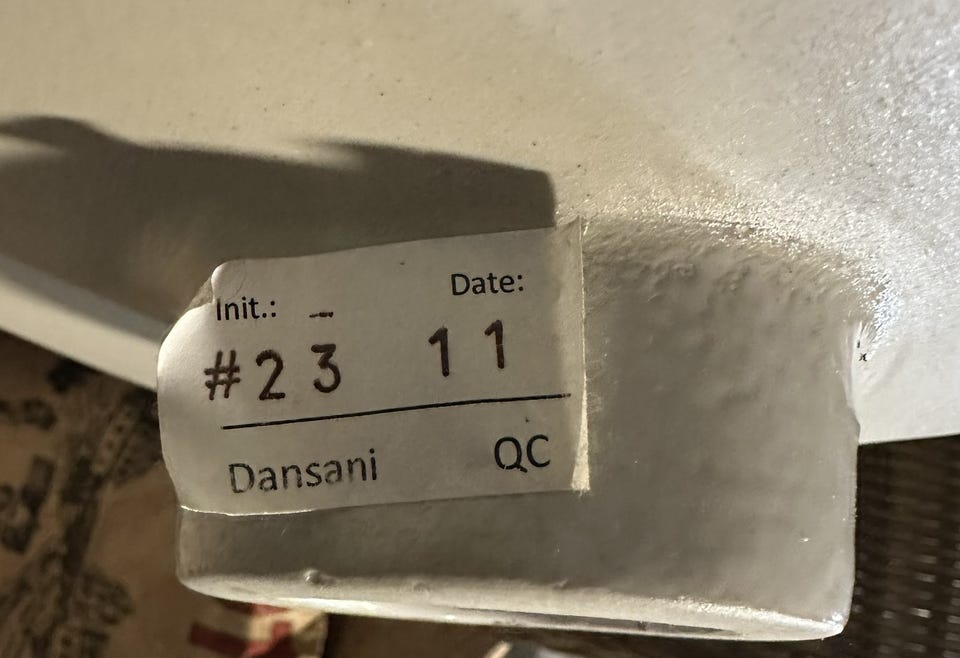 Init.: Date:
#23 11
Dansani QC